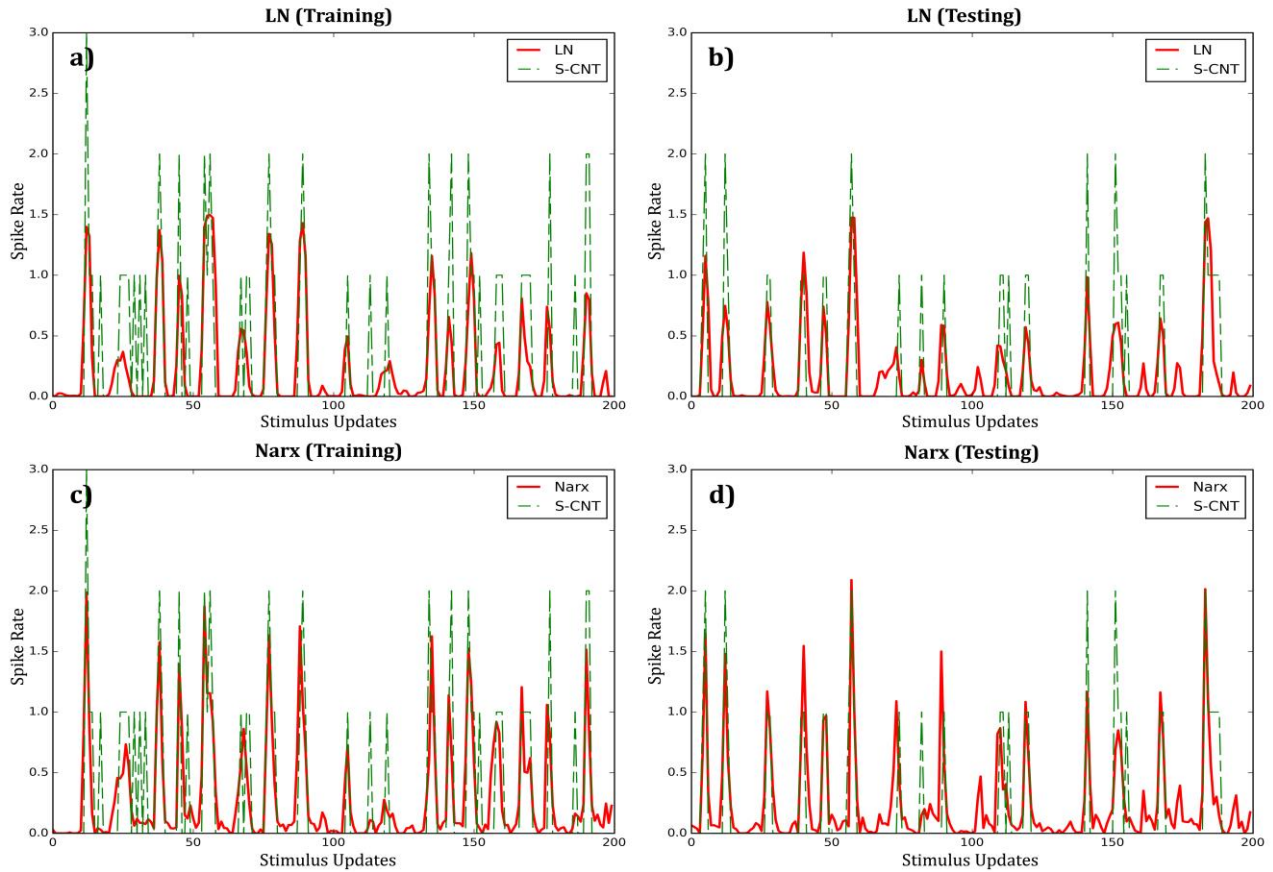 LN (Training)
a)
LN
S-CNT
3.0
2.5
2.0
1.5
1.0
0.5
0.0
Spike Rate
0 50 100 150 200
Stimulus Updates
LN (Testing)
b)
LN
S-CNT
3.0
2.5
2.0
1.5
1.0
0.5
0.0
Spike Rate
0 50 100 150 200
Stimulus Updates
Narx (Training)
c)
Narx
S-CNT
3.0
2.5
2.0
1.5
1.0
0.5
0.0
Spike Rate
0 50 100 150 200
Stimulus Updates
Narx (Testing)
d)
Narx
S-CNT
3.0
2.5
2.0
1.5
1.0
0.5
0.0
Spike Rate
0 50 100 150 200
Stimulus Updates